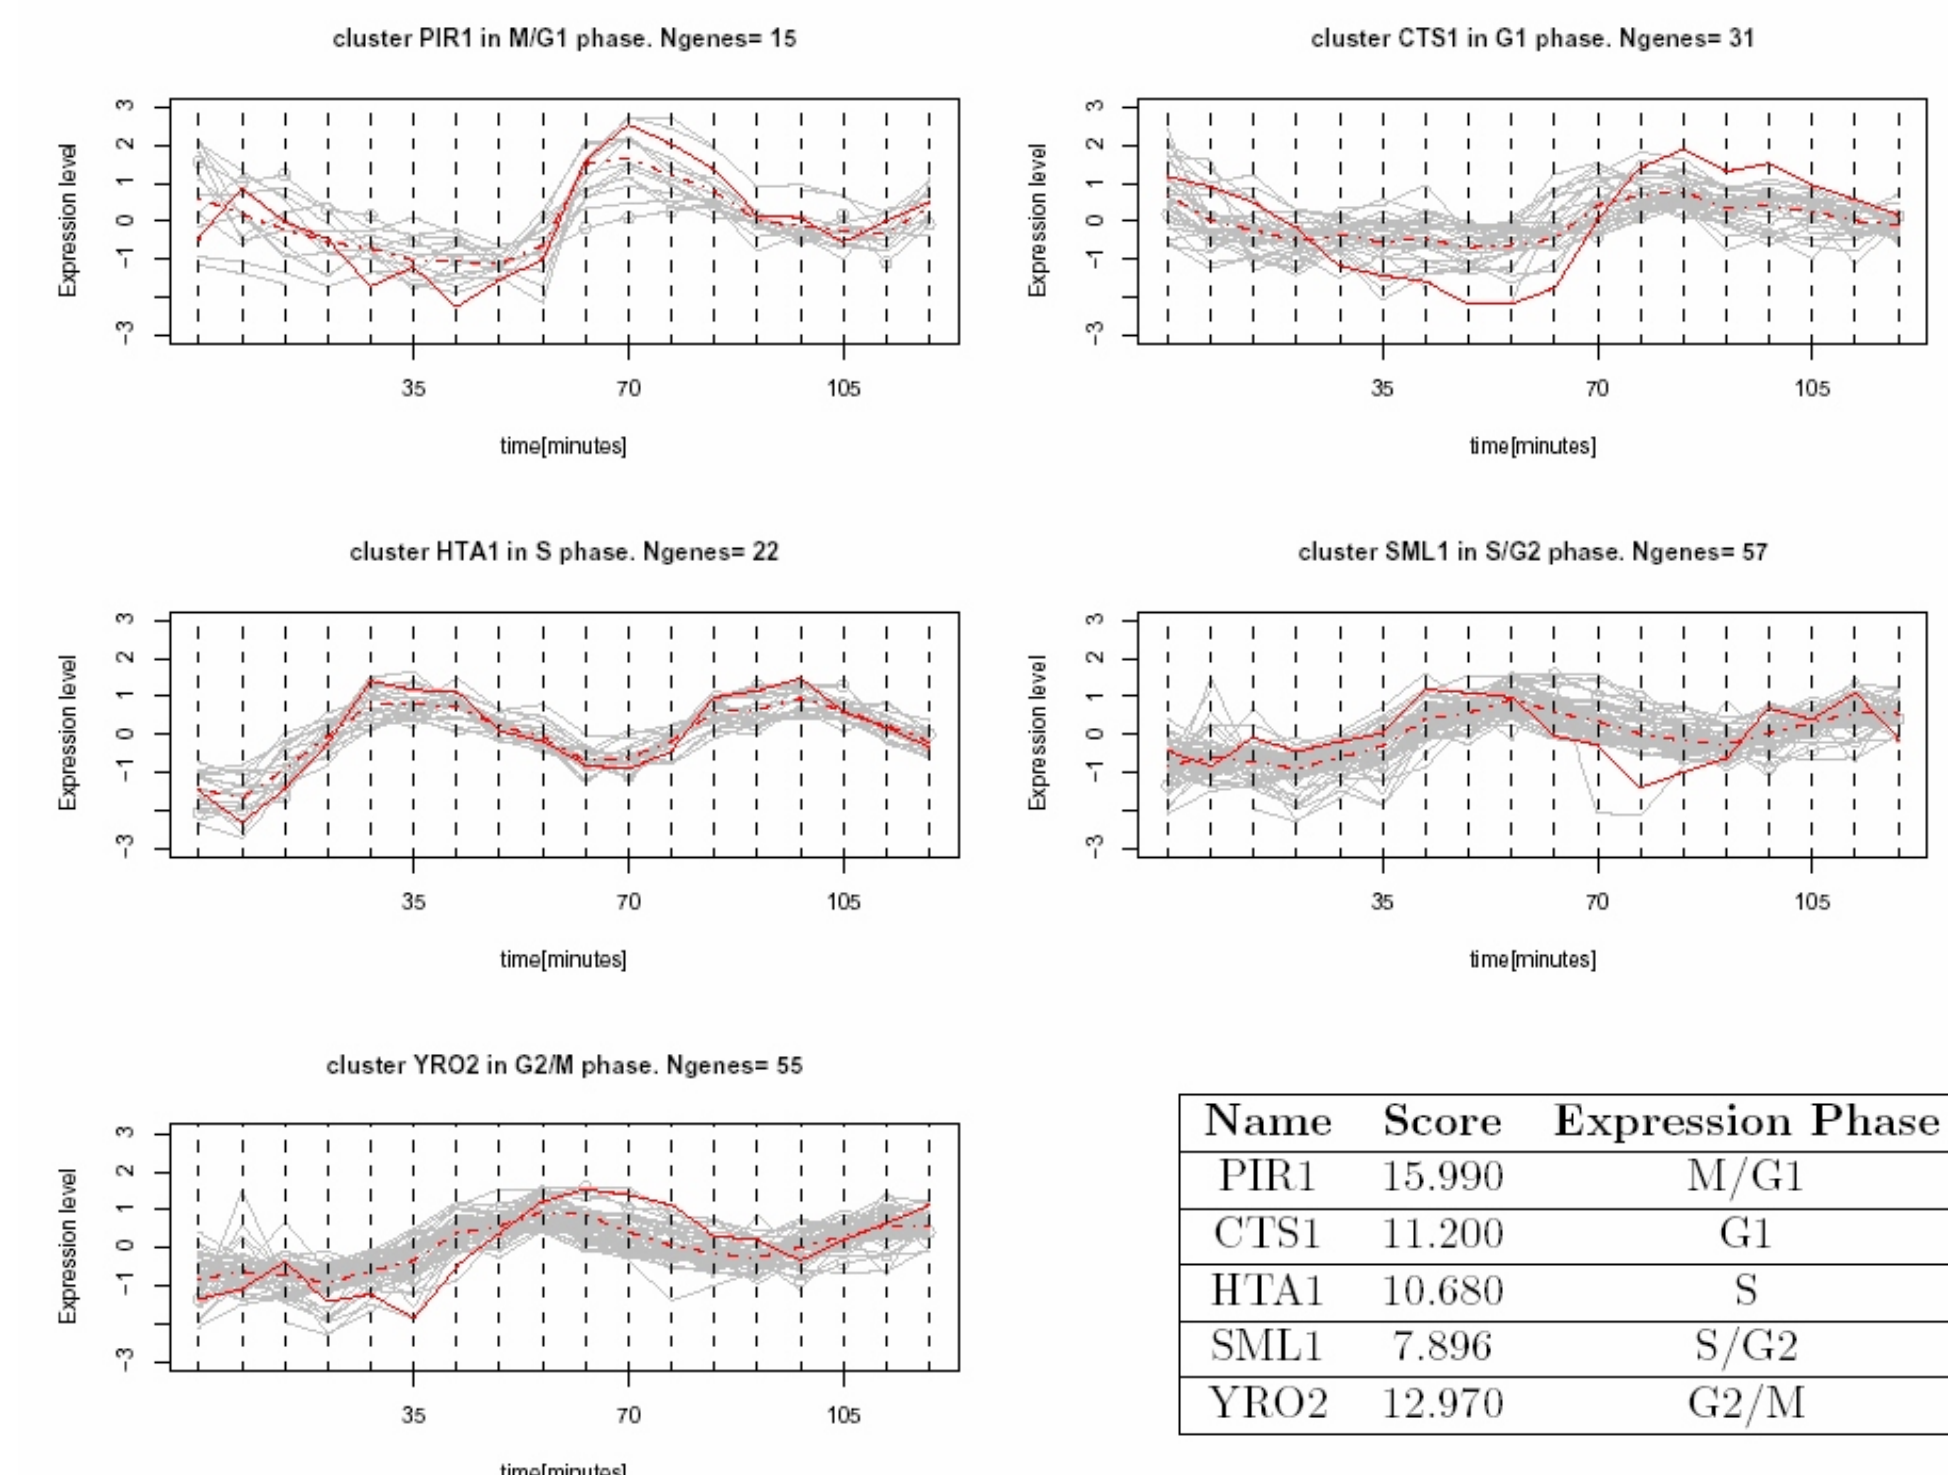 cluster PIR1 in M/G1 phase. Ngenes= 15
3
2
1
0
-1
-3
Expression level
35 70 105
time[minutes]
cluster CTS1 in G1 phase. Ngenes= 31
3
2
1
0
-1
-3
Expression level
35 70 105
time[minutes]
cluster HTA1 in S phase. Ngenes= 22
3
2
1
0
-1
-3
Expression level
35 70 105
time[minutes]
cluster SML1 in S/G2 phase. Ngenes= 57
3
2
1
0
-1
-3
Expression level
35 70 105
time[minutes]
cluster YRO2 in G2/M phase. Ngenes= 55
3
2
1
0
-1
-3
Expression level
35 70 105
time[minutes]
Name Score Expression Phase
PIR1 15.990 M/G1
CTS1 11.200 G1
HTA1 10.680 S
SML1 7.896 S/G2
YRO2 12.970 G2/M